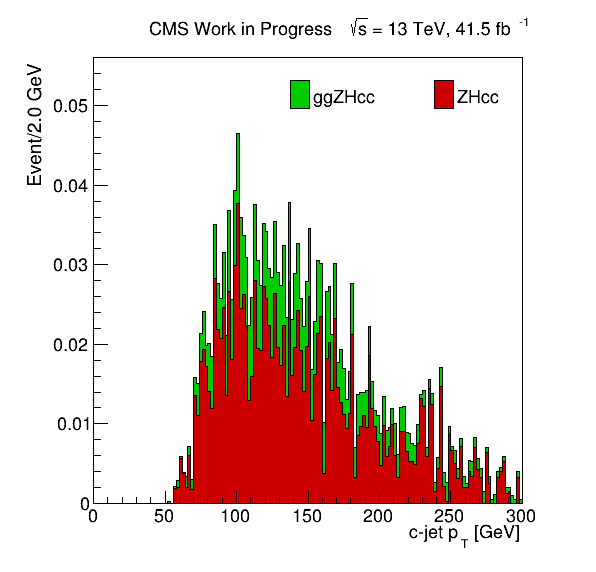 CMS Work in Progress √s = 13 TeV, 41.5 fb⁻¹
ggZHcc ZHcc
Event/2.0 GeV
0.05
0.04
0.03
0.02
0.01
0
0 50 100 150 200 250 300
c-jet p_T [GeV]